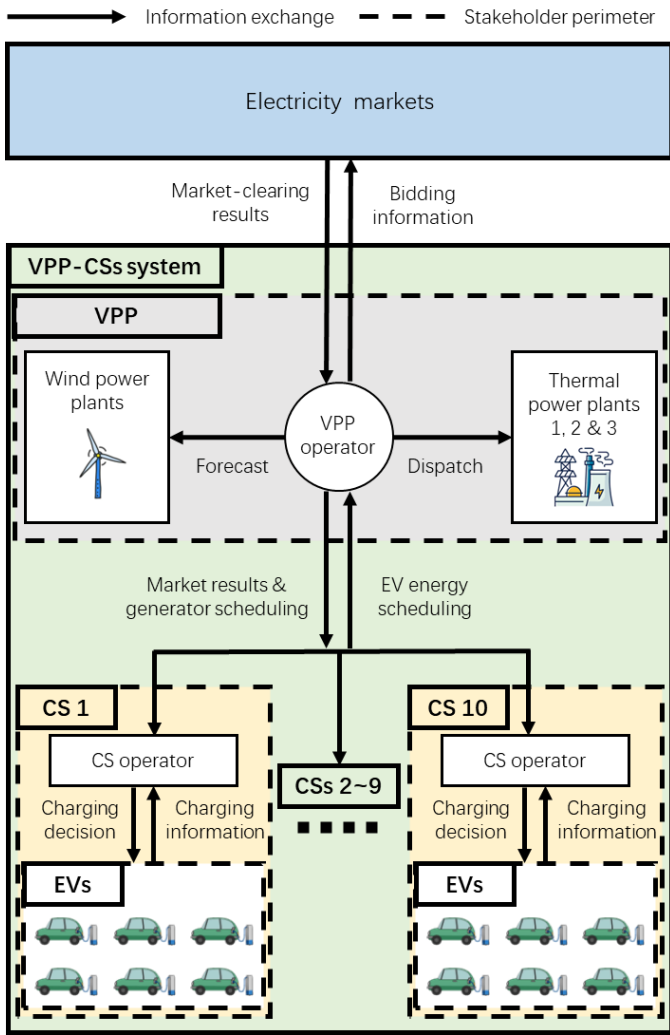 Information exchange
Stakeholder perimeter
Electricity markets
Market-clearing
results
Bidding
information
VPP-CSs system
VPP
Wind power
plants
VPP
operator
Forecast
Dispatch
Thermal
power plants
1, 2 & 3
Market results &
generator scheduling
EV energy
scheduling
CS 1
CS operator
Charging
decision
Charging
information
EVs
CSs 2~9
CS 10
CS operator
Charging
decision
Charging
information
EVs